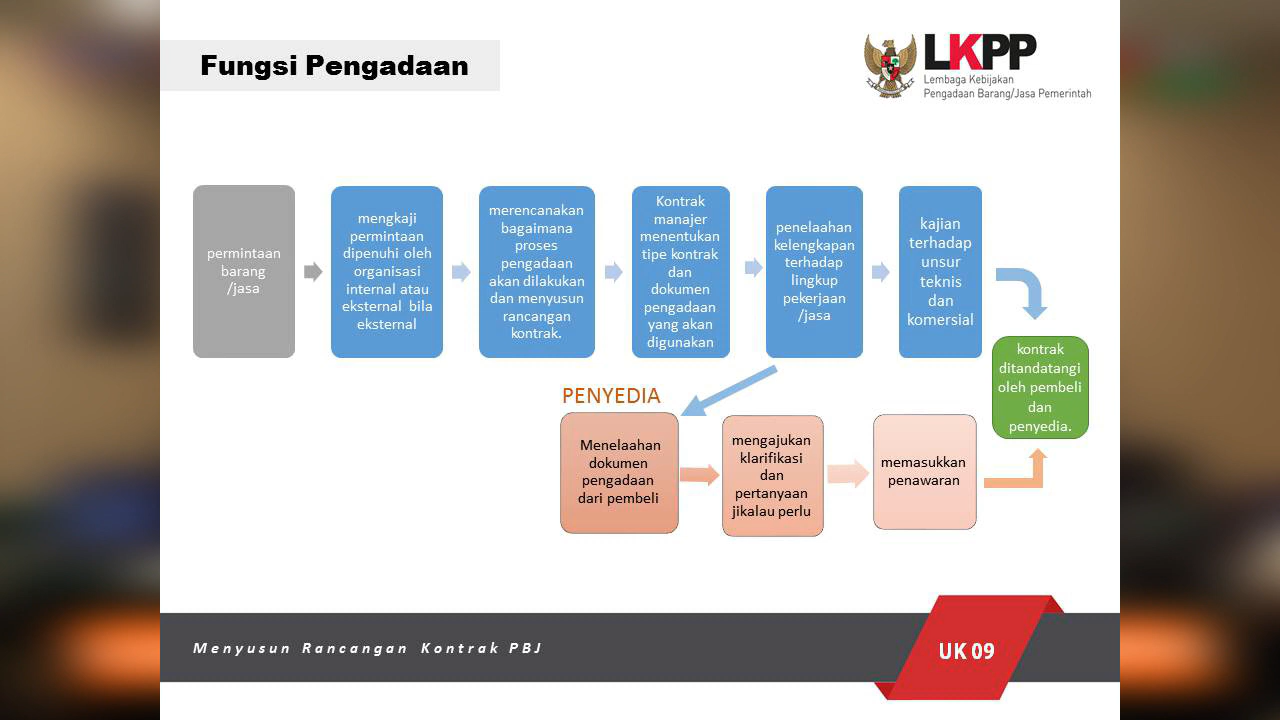 Fungsi Pengadaan
LKPP
Lembaga Kebijakan
Pengadaan Barang/Jasa Pemerintah
permintaan
barang
/jasa
mengkaji
permintaan
dipenuhi oleh
organisasi
internal atau
eksternal bila
eksternal
merencanakan
bagaimana
proses
pengadaan
akan dilakukan
dan menyusun
rancangan
kontrak.
Kontrak
manajer
menentukan
tipe kontrak
dan
dokumen
pengadaan
yang akan
digunakan
penelaahan
kelengkapan
terhadap
lingkup
pekerjaan
/jasa
kajian
terhadap
unsur
teknis
dan
komersial
kontrak
ditandatangi
oleh pembeli
dan
penyedia.
PENYEDIA
Menelaahan
dokumen
pengadaan
dari pembeli
mengajukan
klarifikasi
dan
pertanyaan
jikalau perlu
memasukkan
penawaran
Menyusun Rancangan Kontrak PBJ
UK 09